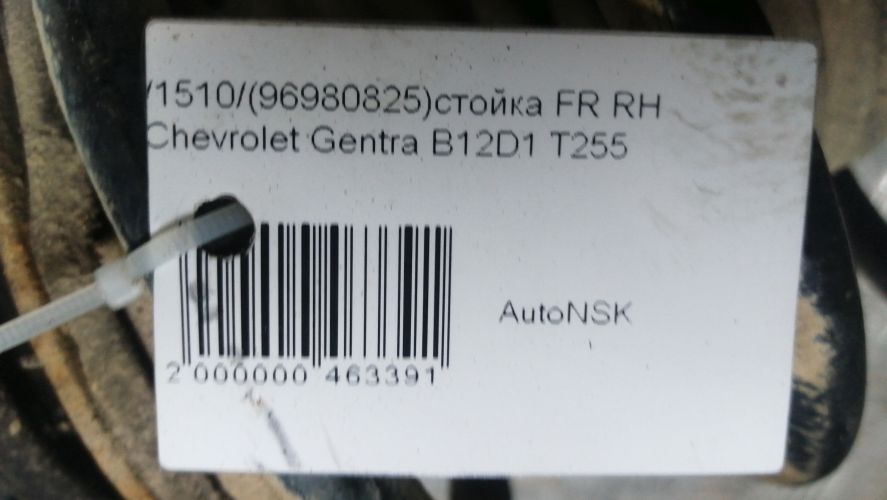 /1510/(96980825)стойка FR RH
Chevrolet Gentra B12D1 T255
AutoNSK
2 000000 463391